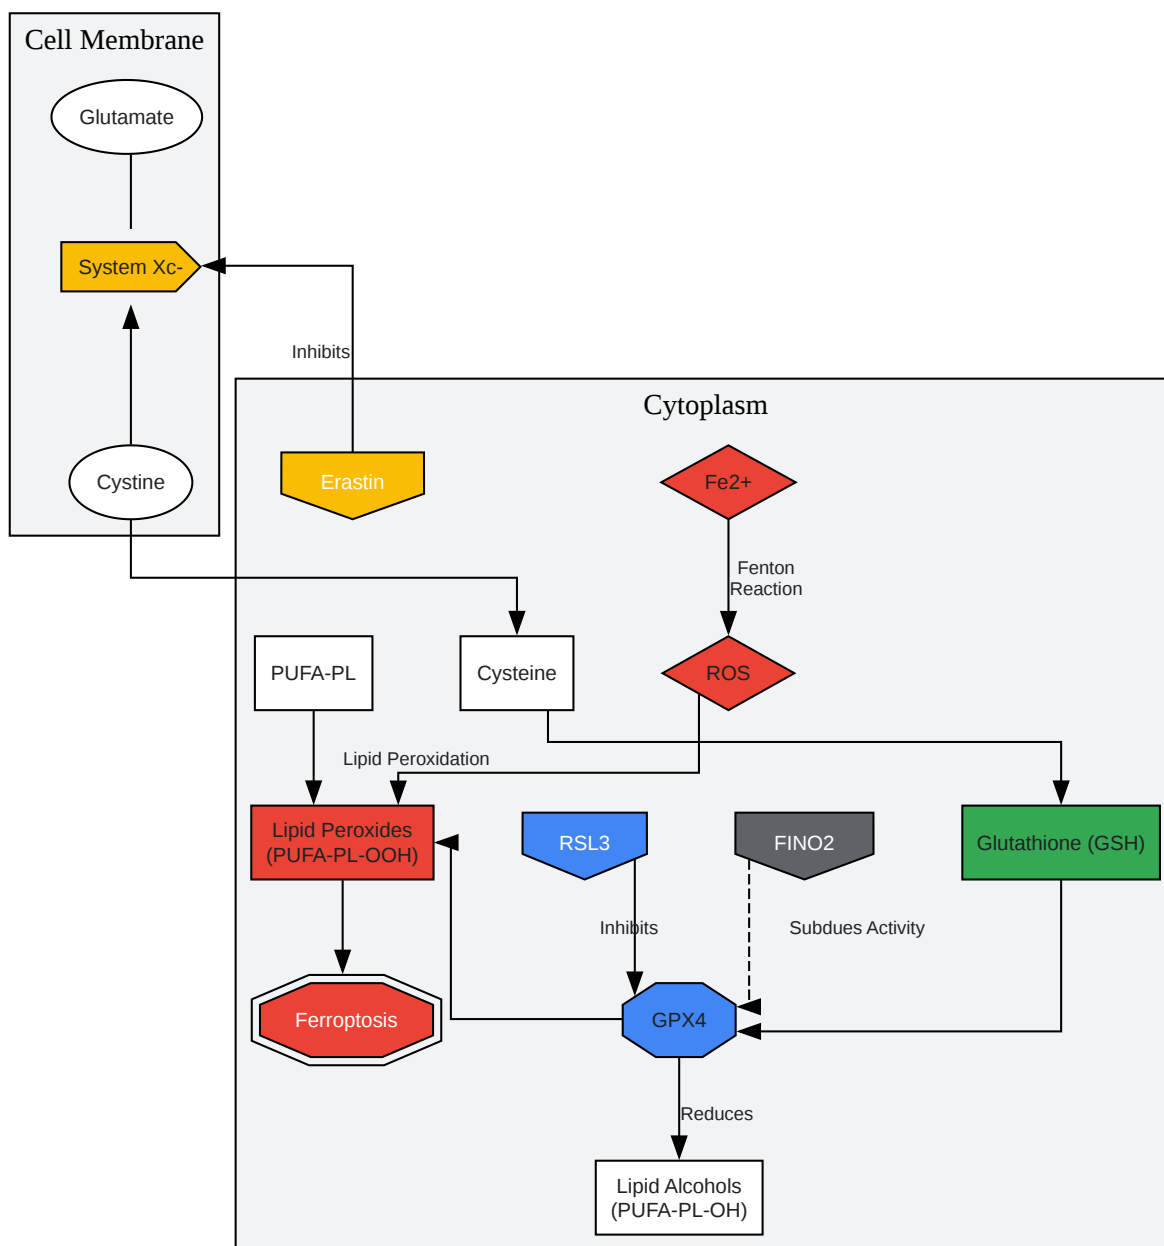 Cell Membrane
Glutamate
System Xc-
Inhibits
Cytoplasm
Cystine
Erastin
Fe2+
Fenton
Reaction
PUFA-PL
Cysteine
ROS
Lipid Peroxidation
Lipid Peroxides
(PUFA-PL-OOH)
RSL3
FINO2
Glutathione (GSH)
Inhibits
Subdues Activity
Ferroptosis
GPX4
Reduces
Lipid Alcohols
(PUFA-PL-OH)